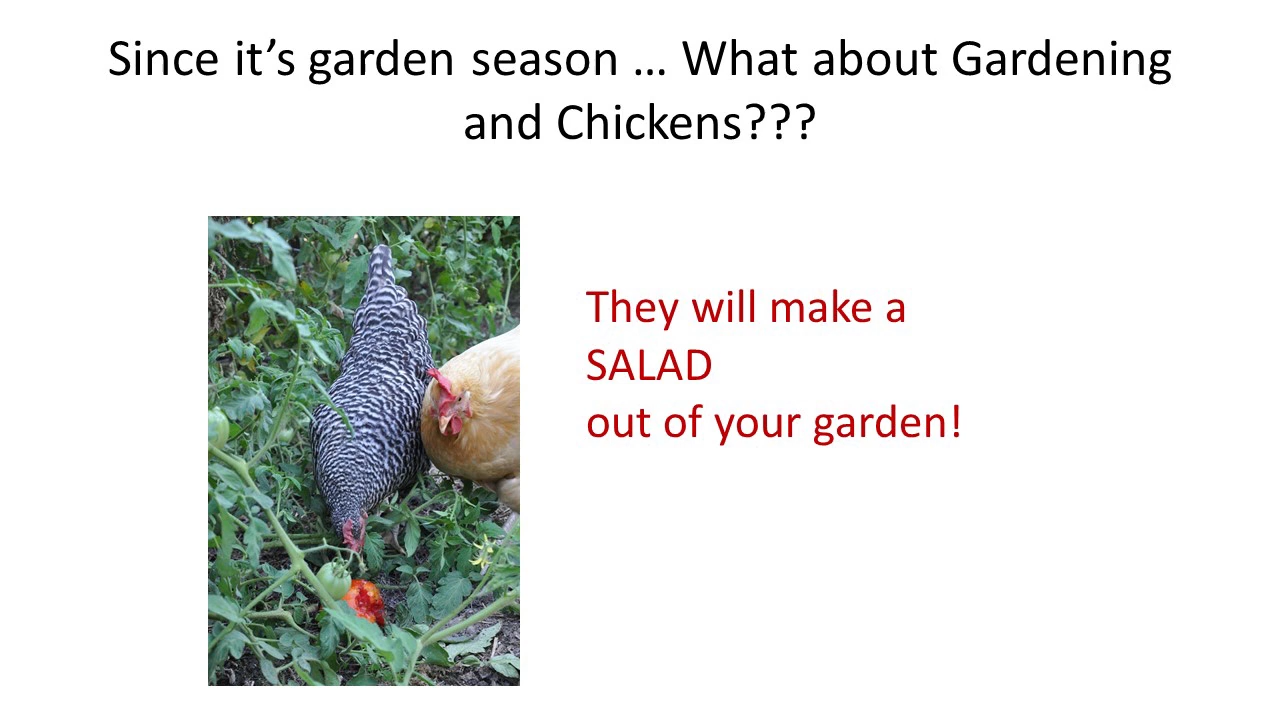 Since it’s garden season … What about Gardening
and Chickens???
They will make a
SALAD
out of your garden!